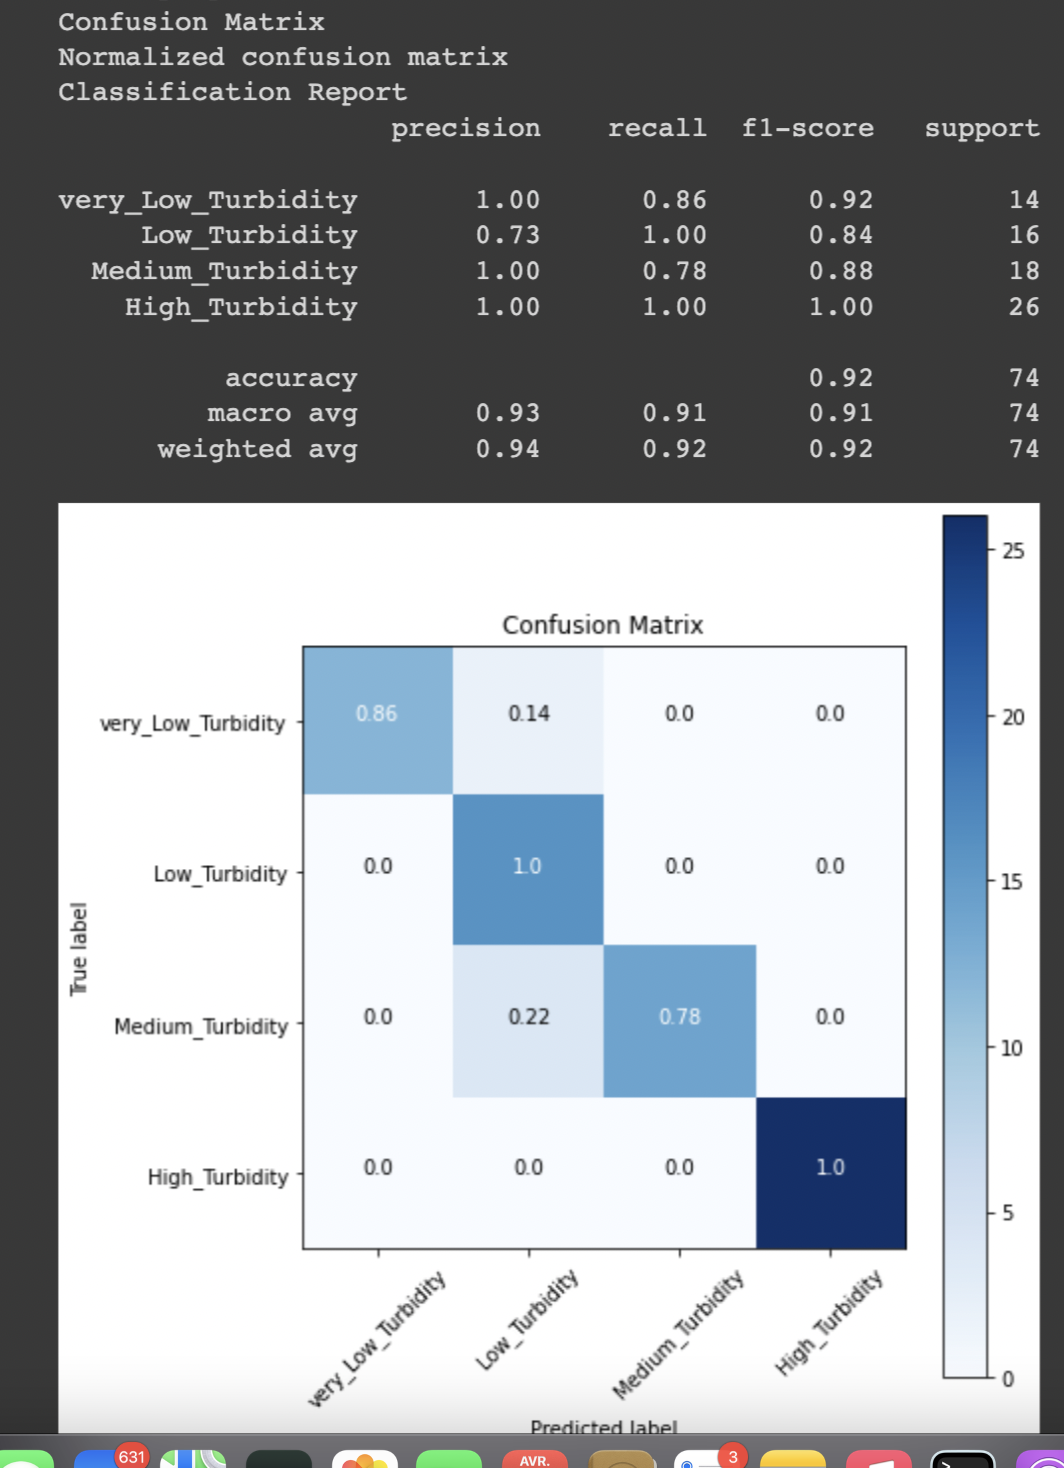 Confusion Matrix
Normalized confusion matrix
Classification Report
precision recall f1-score support
very_Low_Turbidity 1.00 0.86 0.92 14
Low_Turbidity 0.73 1.00 0.84 16
Medium_Turbidity 1.00 0.78 0.88 18
High_Turbidity 1.00 1.00 1.00 26
accuracy 0.92 74
macro avg 0.93 0.91 0.91 74
weighted avg 0.94 0.92 0.92 74
Confusion Matrix
very_Low_Turbidity 0.86 0.14 0.0 0.0
Low_Turbidity 0.0 1.0 0.0 0.0
Medium_Turbidity 0.0 0.22 0.78 0.0
High_Turbidity 0.0 0.0 0.0 1.0
True label
very_Low_Turbidity
Low_Turbidity
Medium_Turbidity
High_Turbidity
Predicted label
25
20
15
10
5
0
631
AVR.
3